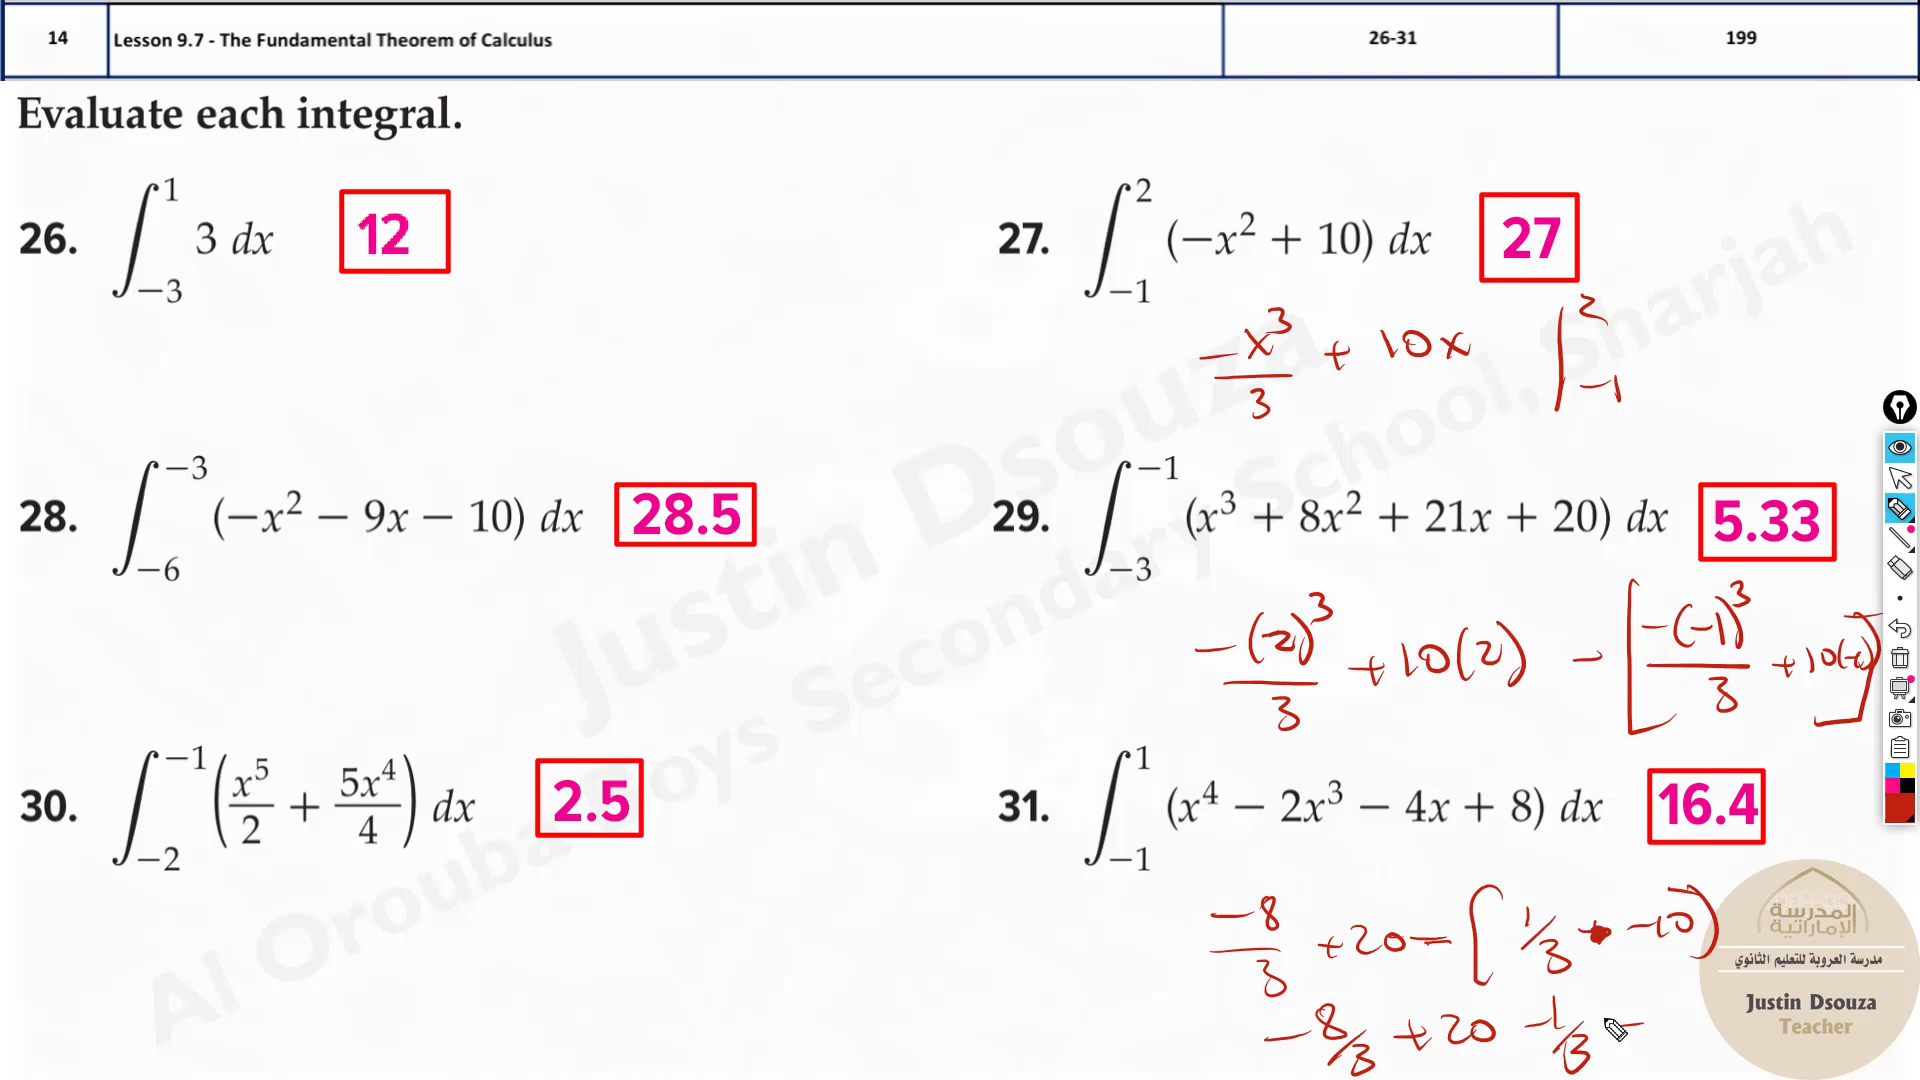 14 Lesson 9.7 - The Fundamental Theorem of Calculus 26-31 199
Evaluate each integral.
26. ∫_{−3}^{1} 3 dx 12
27. ∫_{−1}^{2} (−x² + 10) dx 27
−x³/3 + 10x |_{−1}^{2}
28. ∫_{−6}^{−3} (−x² − 9x − 10) dx 28.5
29. ∫_{−3}^{−1} (x³ + 8x² + 21x + 20) dx 5.33
−(2)³/3 + 10(2) − [−(−1)³/3 + 10(−1)]
30. ∫_{−2}^{−1} (x⁵/2 + 5x⁴/4) dx 2.5
31. ∫_{−1}^{1} (x⁴ − 2x³ − 4x + 8) dx 16.4
−8/3 + 20 − [1/3 −10]
−8/3 + 20 − 1/3 −
Justin Dsouza
Al Orouba Boys Secondary School, Sharjah
المدرسة
الإماراتية
مدرسة العروبة للتعليم الثانوي
Justin Dsouza
Teacher